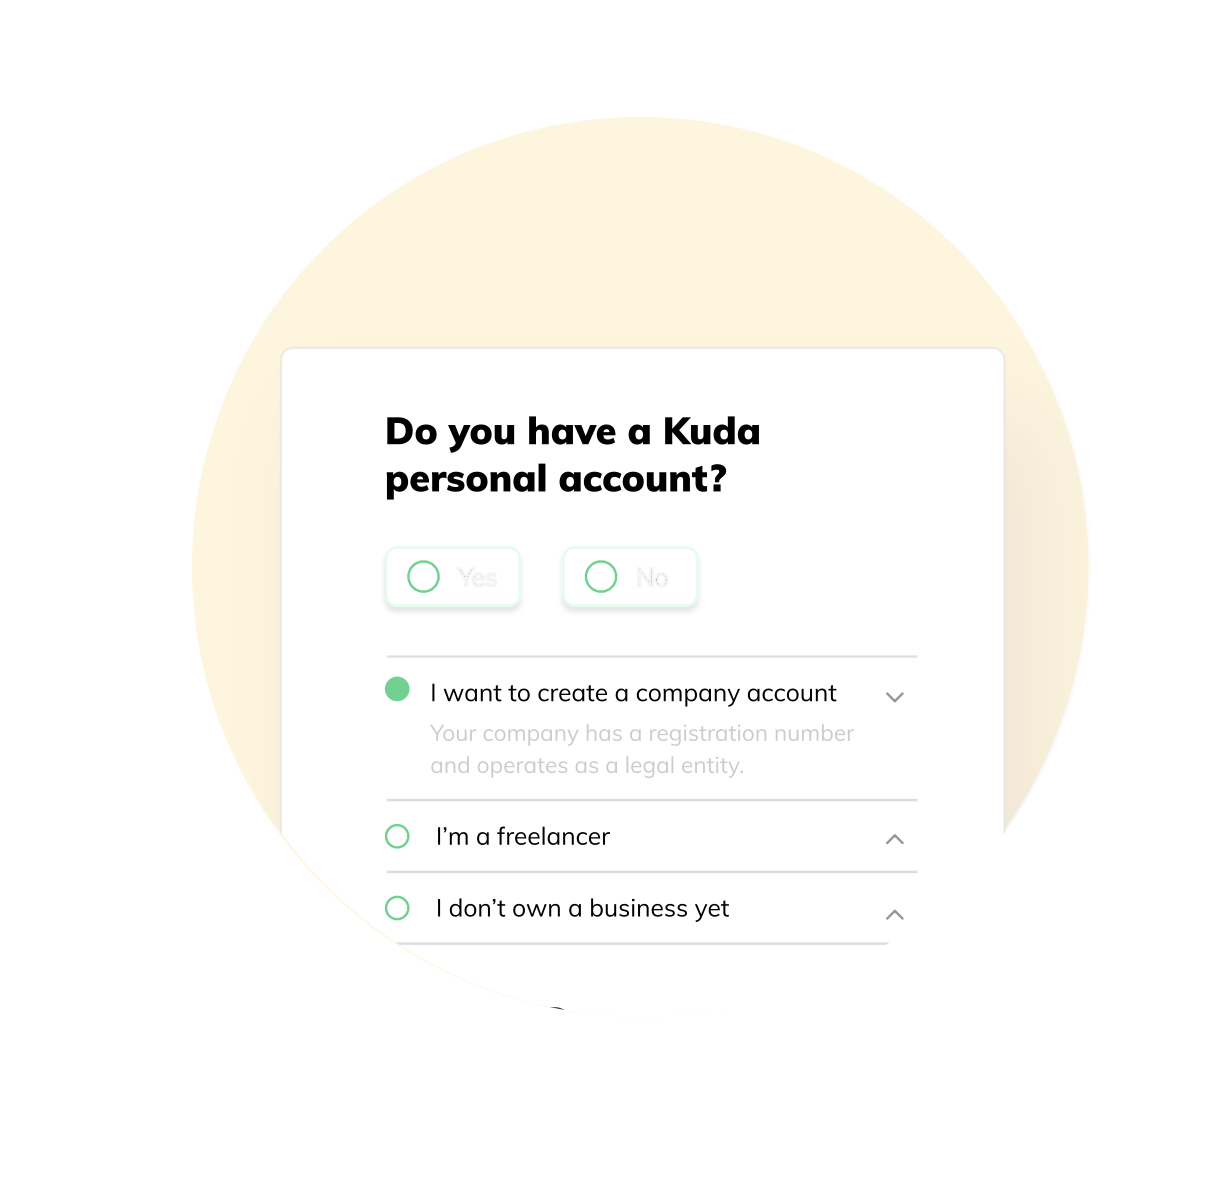 Do you have a Kuda
personal account?
Yes No
I want to create a company account
Your company has a registration number
and operates as a legal entity.
I’m a freelancer
I don’t own a business yet